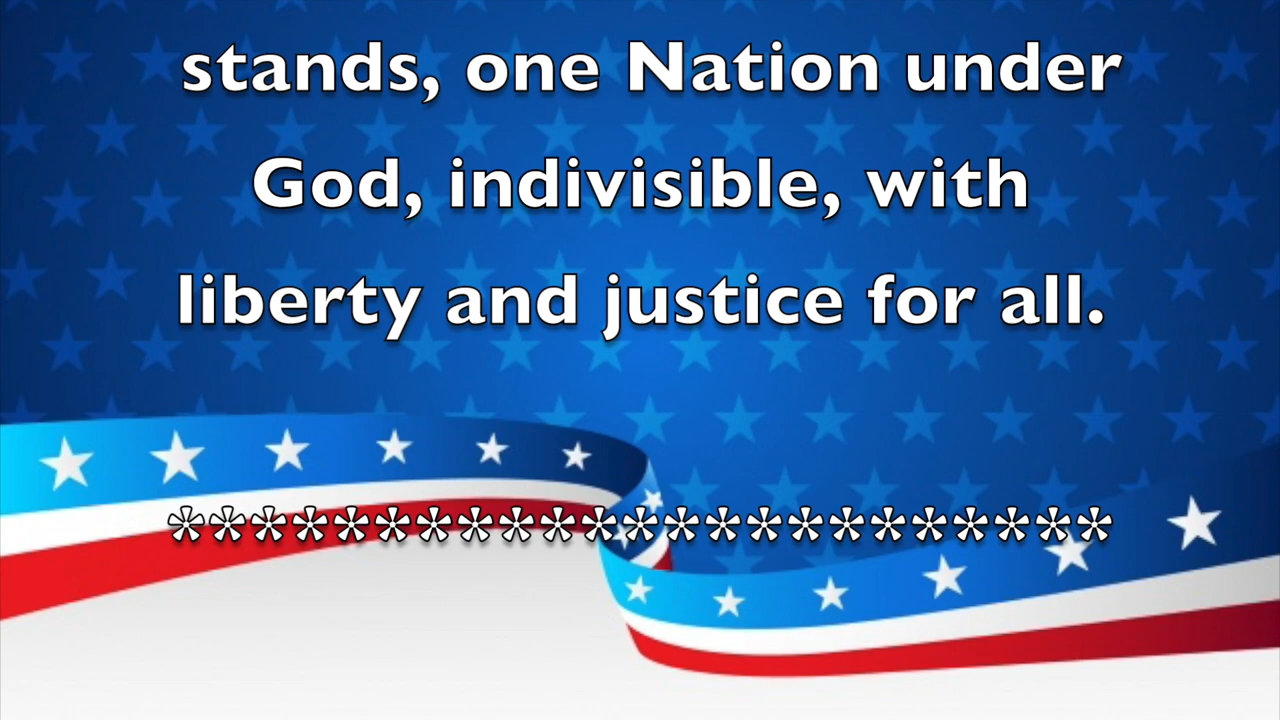 stands, one Nation under
God, indivisible, with
liberty and justice for all.
***********************